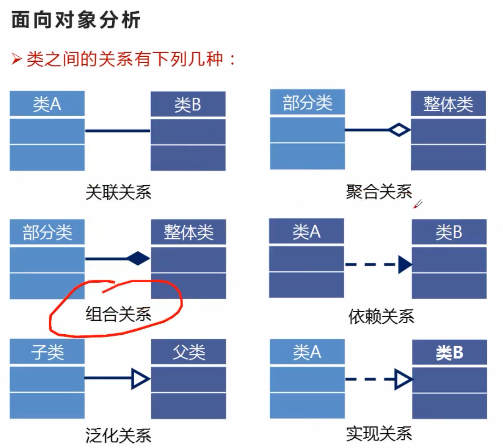 面向对象分析
➢类之间的关系有下列几种：
类A 类B 部分类 整体类
关联关系 聚合关系
部分类 整体类 类A 类B
组合关系 依赖关系
子类 父类 类A 类B
泛化关系 实现关系